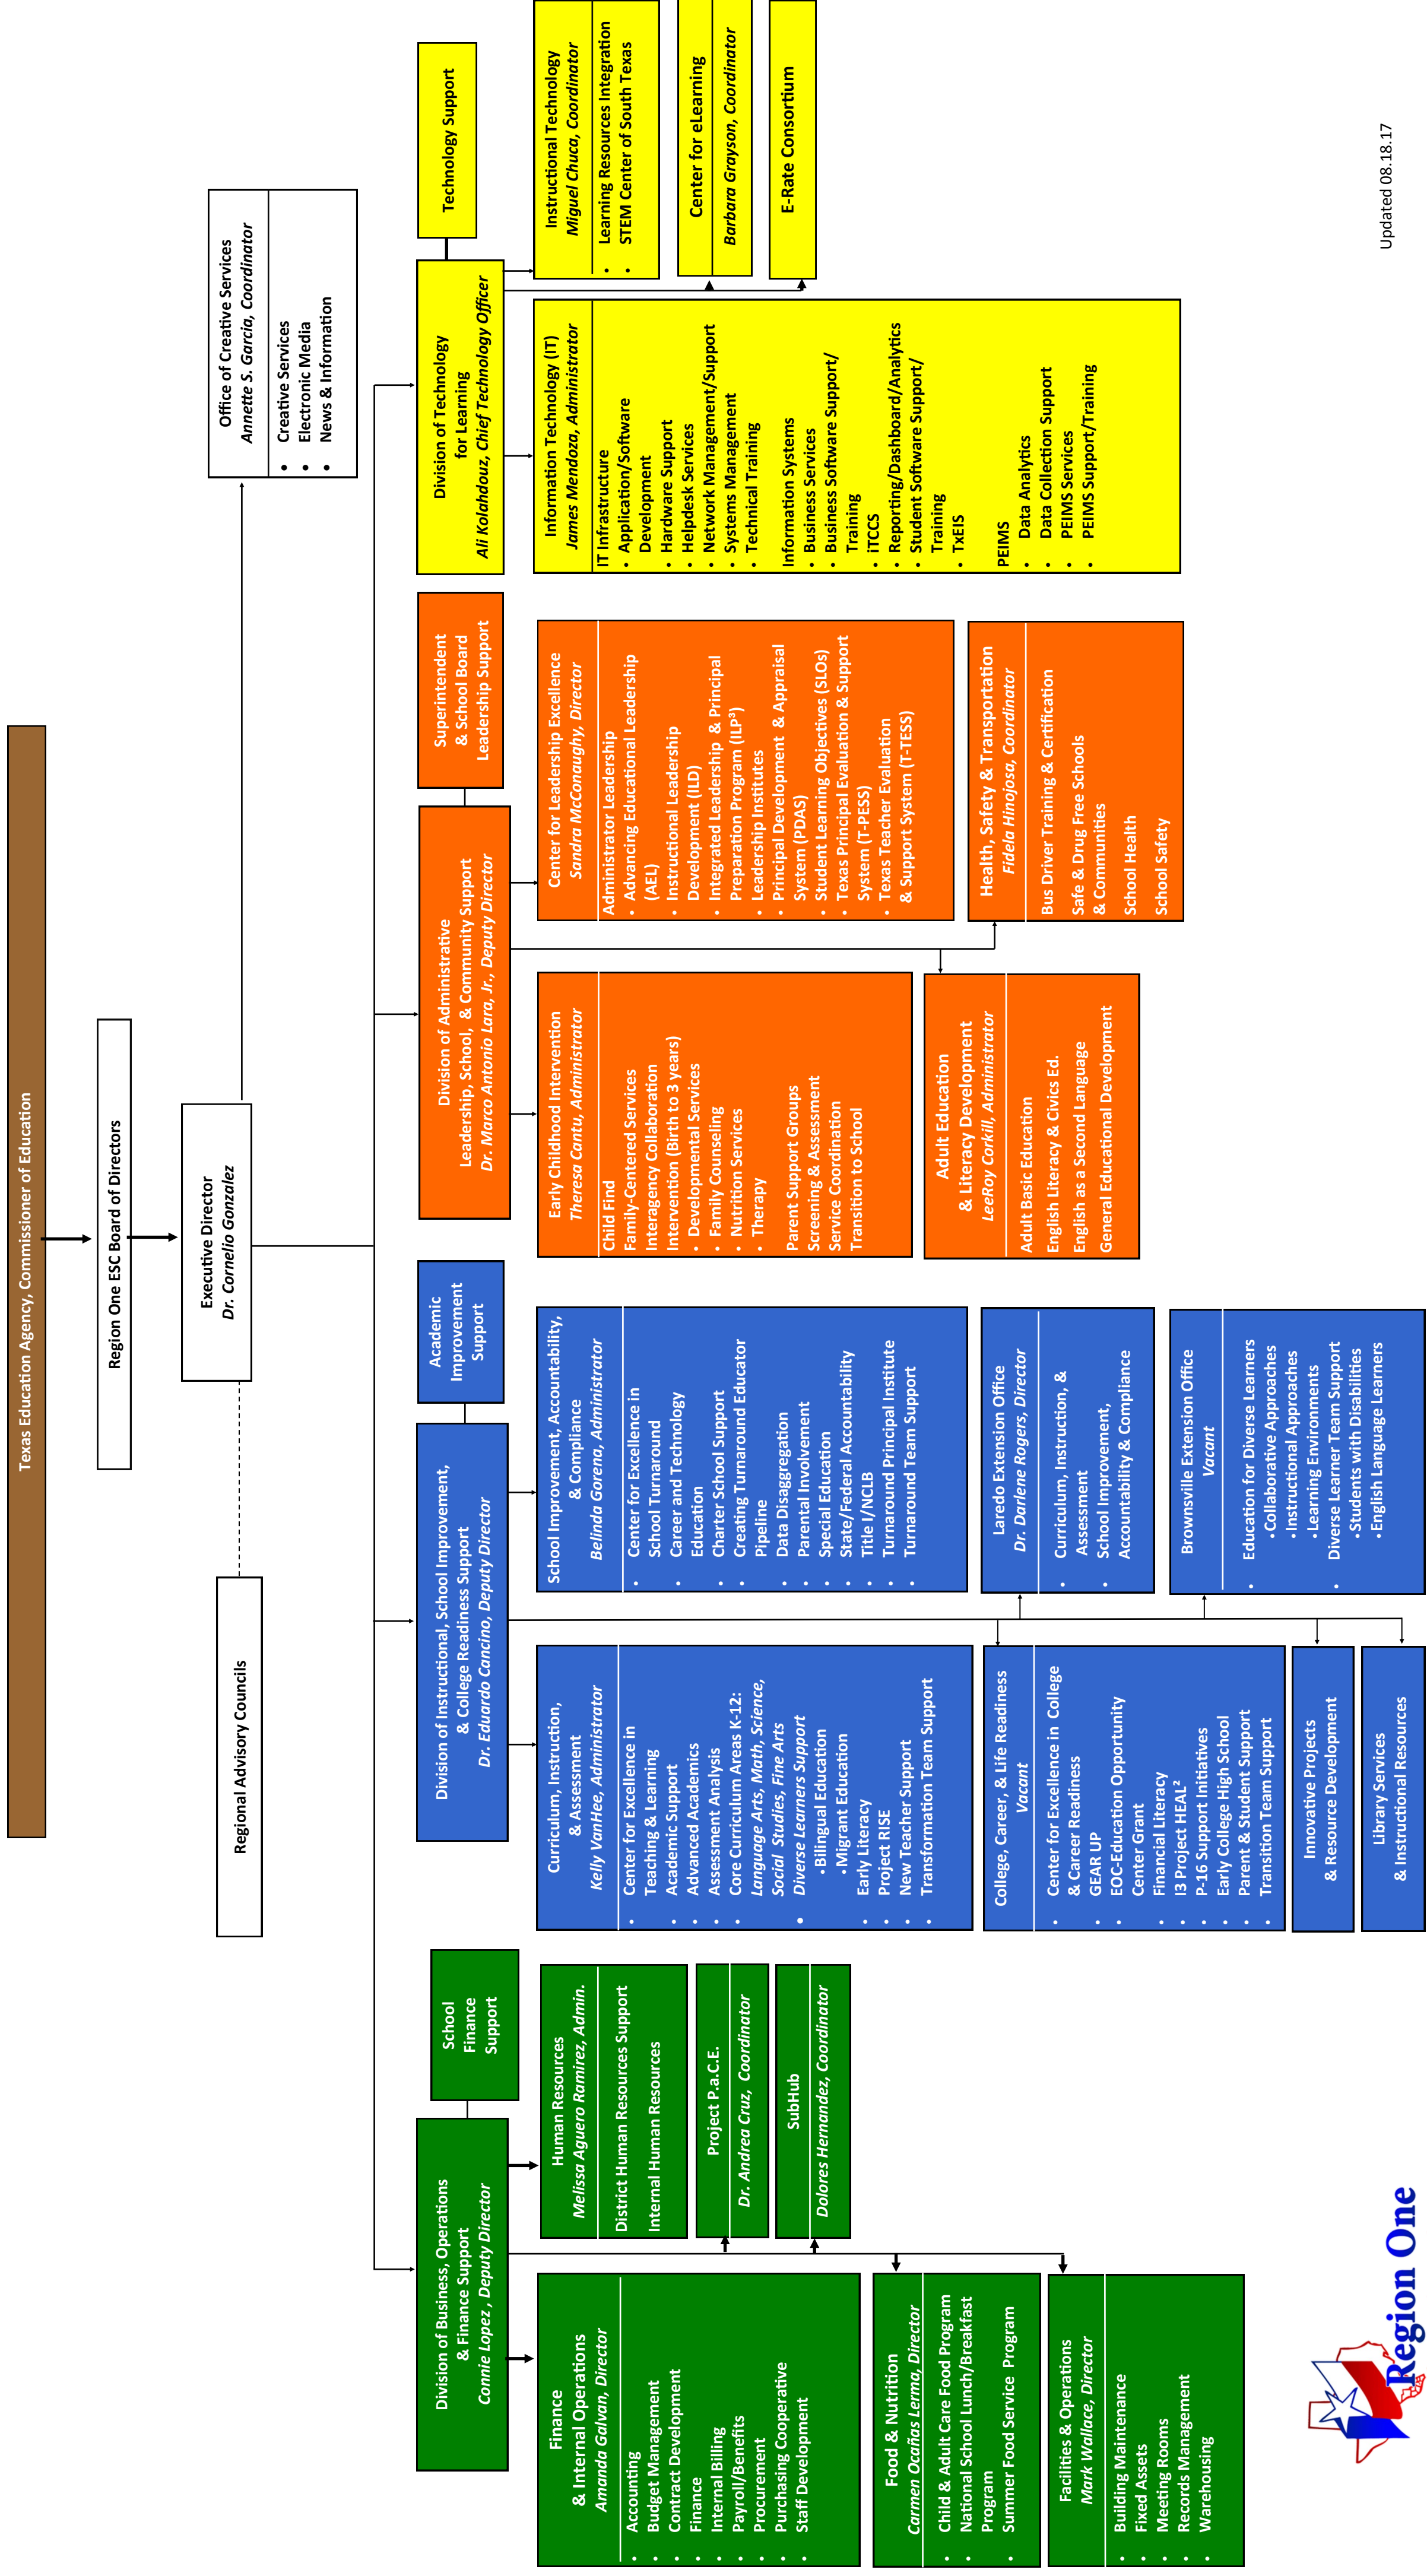 Texas Education Agency, Commissioner of Education
Region One ESC Board of Directors
Executive Director
Dr. Cornelio Gonzalez
Regional Advisory Councils
Office of Creative Services
Annette S. Garcia, Coordinator
• Creative Services
• Electronic Media
• News & Information
Division of Business, Operations
& Finance Support
Connie Lopez , Deputy Director
School
Finance
Support
Finance
& Internal Operations
Amanda Galvan, Director
• Accounting
• Budget Management
• Contract Development
• Finance
• Internal Billing
• Payroll/Benefits
• Procurement
• Purchasing Cooperative
• Staff Development
Human Resources
Melissa Aguero Ramirez, Admin.
District Human Resources Support
Internal Human Resources
Project P.a.C.E.
Dr. Andrea Cruz, Coordinator
SubHub
Dolores Hernandez, Coordinator
Food & Nutrition
Carmen Ocañas Lerma, Director
• Child & Adult Care Food Program
• National School Lunch/Breakfast
Program
• Summer Food Service Program
Facilities & Operations
Mark Wallace, Director
• Building Maintenance
• Fixed Assets
• Meeting Rooms
• Records Management
• Warehousing
Division of Instructional, School Improvement,
& College Readiness Support
Dr. Eduardo Cancino, Deputy Director
Academic
Improvement
Support
Curriculum, Instruction,
& Assessment
Kelly VanHee, Administrator
• Center for Excellence in
Teaching & Learning
• Academic Support
• Advanced Academics
• Assessment Analysis
• Core Curriculum Areas K-12:
Language Arts, Math, Science,
Social Studies, Fine Arts
• Diverse Learners Support
• Bilingual Education
• Migrant Education
• Early Literacy
• Project RISE
• New Teacher Support
• Transformation Team Support
School Improvement, Accountability,
& Compliance
Belinda Gorena, Administrator
• Center for Excellence in
School Turnaround
• Career and Technology
Education
• Charter School Support
• Creating Turnaround Educator
Pipeline
• Data Disaggregation
• Parental Involvement
• Special Education
• State/Federal Accountability
• Title I/NCLB
• Turnaround Principal Institute
• Turnaround Team Support
College, Career, & Life Readiness
Vacant
• Center for Excellence in College
& Career Readiness
• GEAR UP
• EOC-Education Opportunity
Center Grant
• Financial Literacy
• I3 Project HEAL²
• P-16 Support Initiatives
• Early College High School
• Parent & Student Support
• Transition Team Support
Laredo Extension Office
Dr. Darlene Rogers, Director
• Curriculum, Instruction, &
Assessment
• School Improvement,
Accountability & Compliance
Brownsville Extension Office
Vacant
• Education for Diverse Learners
• Collaborative Approaches
• Instructional Approaches
• Learning Environments
• Diverse Learner Team Support
• Students with Disabilities
• English Language Learners
Innovative Projects
& Resource Development
Library Services
& Instructional Resources
Division of Administrative
Leadership, School, & Community Support
Dr. Marco Antonio Lara, Jr., Deputy Director
Superintendent
& School Board
Leadership Support
Early Childhood Intervention
Theresa Cantu, Administrator
Child Find
Family-Centered Services
Interagency Collaboration
Intervention (Birth to 3 years)
• Developmental Services
• Family Counseling
• Nutrition Services
• Therapy
Parent Support Groups
Screening & Assessment
Service Coordination
Transition to School
Center for Leadership Excellence
Sandra McConaughy, Director
Administrator Leadership
• Advancing Educational Leadership
(AEL)
• Instructional Leadership
Development (ILD)
• Integrated Leadership & Principal
Preparation Program (ILP³)
• Leadership Institutes
• Principal Development & Appraisal
System (PDAS)
• Student Learning Objectives (SLOs)
• Texas Principal Evaluation & Support
System (T-PESS)
• Texas Teacher Evaluation
& Support System (T-TESS)
Adult Education
& Literacy Development
LeeRoy Corkill, Administrator
Adult Basic Education
English Literacy & Civics Ed.
English as a Second Language
General Educational Development
Health, Safety & Transportation
Fidela Hinojosa, Coordinator
Bus Driver Training & Certification
Safe & Drug Free Schools
& Communities
School Health
School Safety
Division of Technology
for Learning
Ali Kolahdouz, Chief Technology Officer
Technology Support
Information Technology (IT)
James Mendoza, Administrator
IT Infrastructure
• Application/Software
Development
• Hardware Support
• Helpdesk Services
• Network Management/Support
• Systems Management
• Technical Training
Information Systems
• Business Services
• Business Software Support/
Training
• iTCCS
• Reporting/Dashboard/Analytics
• Student Software Support/
Training
• TxEIS
PEIMS
• Data Analytics
• Data Collection Support
• PEIMS Services
• PEIMS Support/Training
Instructional Technology
Miguel Chuca, Coordinator
• Learning Resources Integration
• STEM Center of South Texas
Center for eLearning
Barbara Grayson, Coordinator
E-Rate Consortium
Region One
Updated 08.18.17